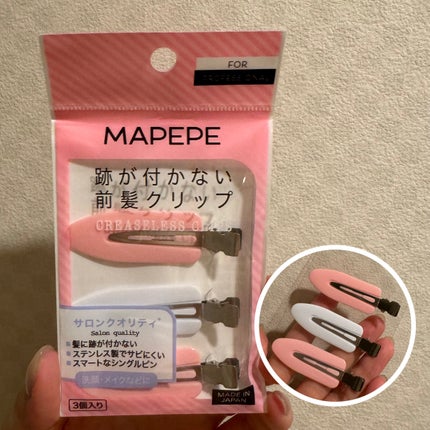 FOR
PROFESSIONAL
MAPEPE
跡が付かない
前髪クリップ
CREASELESS CLIP
サロンクオリティ*
Salon quality
■髪に跡が付かない
■ステンレス製でサビにくい
■スマートなシングルピン
洗顔・メイクなどに
3個入り
MADE IN
JAPAN